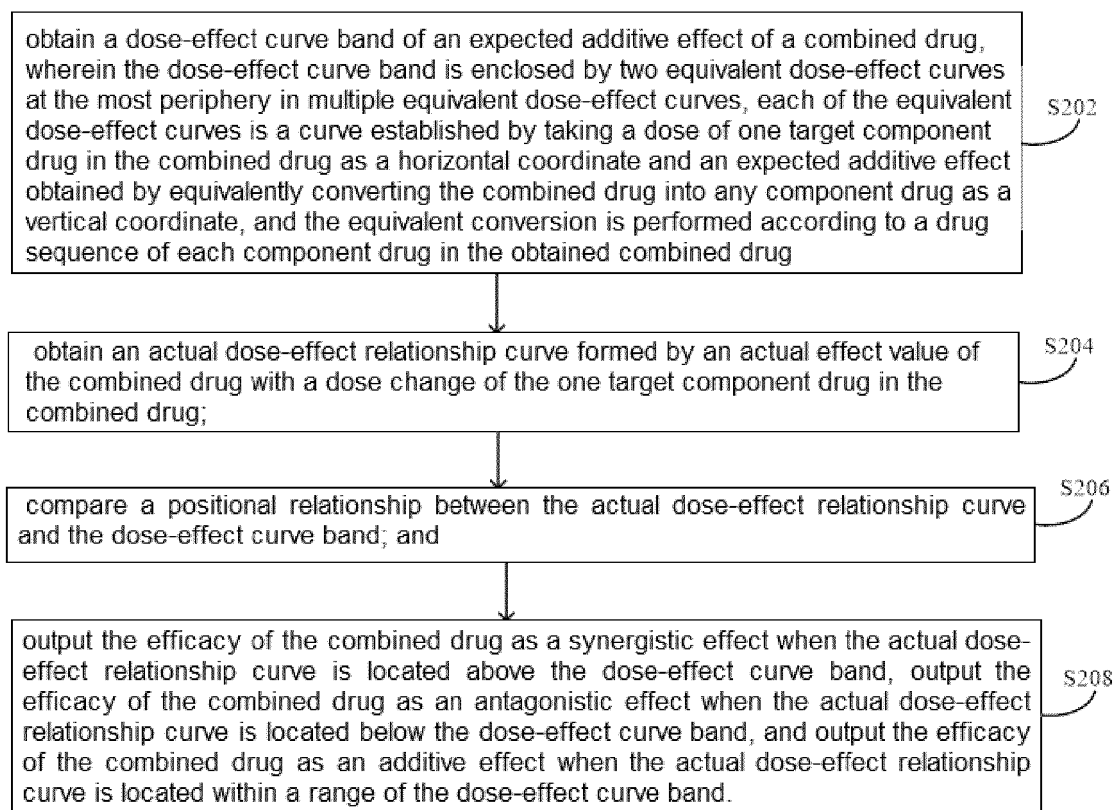 obtain a dose-effect curve band of an expected additive effect of a combined drug,
wherein the dose-effect curve band is enclosed by two equivalent dose-effect curves
at the most periphery in multiple equivalent dose-effect curves, each of the equivalent
dose-effect curves is a curve established by taking a dose of one target component
drug in the combined drug as a horizontal coordinate and an expected additive effect
obtained by equivalently converting the combined drug into any component drug as a
vertical coordinate, and the equivalent conversion is performed according to a drug
sequence of each component drug in the obtained combined drug
S202
obtain an actual dose-effect relationship curve formed by an actual effect value of
the combined drug with a dose change of the one target component drug in the
combined drug;
S204
compare a positional relationship between the actual dose-effect relationship curve
and the dose-effect curve band; and
S206
output the efficacy of the combined drug as a synergistic effect when the actual dose-
effect relationship curve is located above the dose-effect curve band, output the
efficacy of the combined drug as an antagonistic effect when the actual dose-effect
relationship curve is located below the dose-effect curve band, and output the efficacy
of the combined drug as an additive effect when the actual dose-effect relationship
curve is located within a range of the dose-effect curve band.
S208